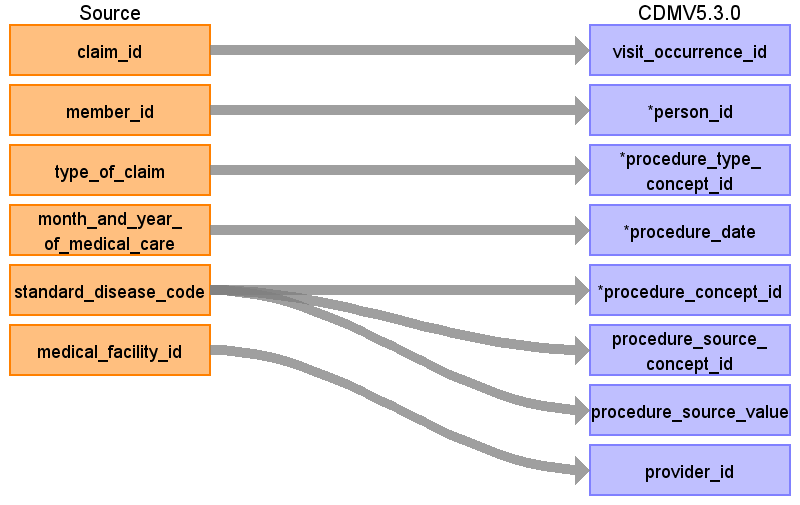 Source
CDMV5.3.0
claim_id
visit_occurrence_id
member_id
*person_id
type_of_claim
*procedure_type_
concept_id
month_and_year_
of_medical_care
*procedure_date
standard_disease_code
*procedure_concept_id
medical_facility_id
procedure_source_
concept_id
procedure_source_value
provider_id